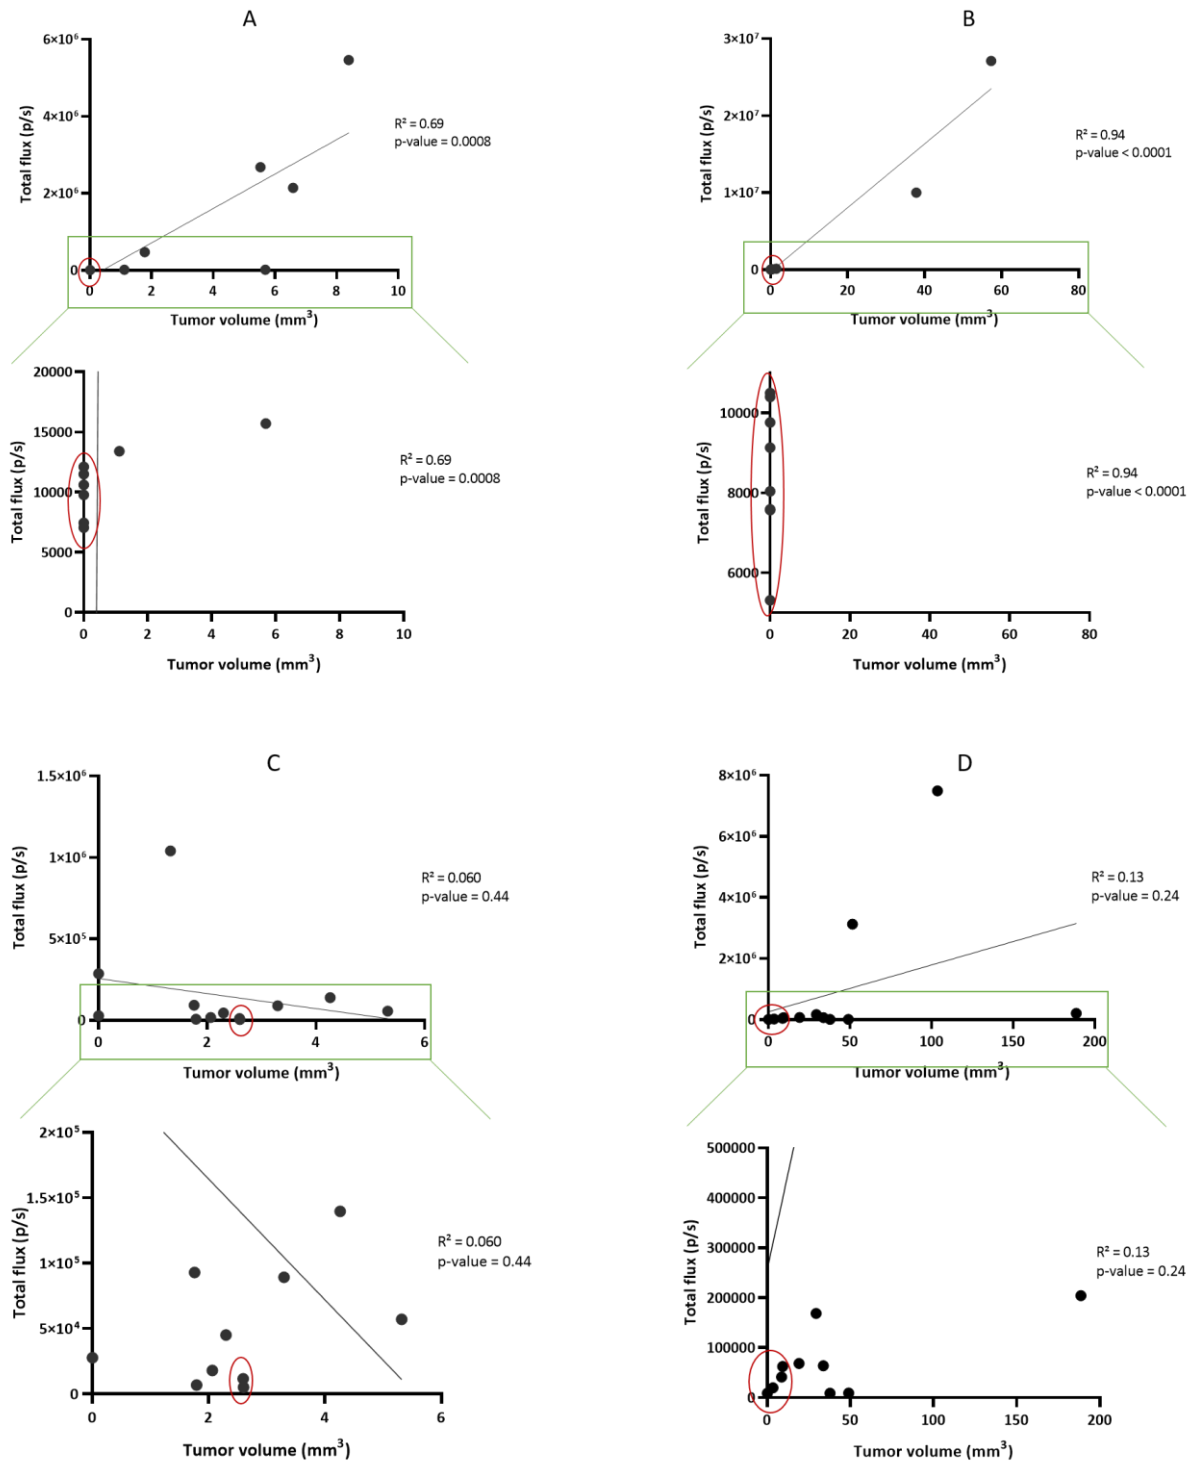 A
6×10⁶
4×10⁶
2×10⁶
0
Total flux (p/s)
R² = 0.69
p-value = 0.0008
0 2 4 6 8 10
Tumor volume (mm³)
20000
15000
10000
5000
0
Total flux (p/s)
R² = 0.69
p-value = 0.0008
0 2 4 6 8 10
Tumor volume (mm³)
B
3×10⁷
2×10⁷
1×10⁷
0
Total flux (p/s)
R² = 0.94
p-value < 0.0001
0 20 40 60 80
Tumor volume (mm³)
10000
8000
6000
Total flux (p/s)
R² = 0.94
p-value < 0.0001
0 20 40 60 80
Tumor volume (mm³)
C
1.5×10⁶
1×10⁶
5×10⁵
0
Total flux (p/s)
R² = 0.060
p-value = 0.44
0 2 4 6
Tumor volume (mm³)
2×10⁵
1.5×10⁵
1×10⁵
5×10⁴
0
Total flux (p/s)
R² = 0.060
p-value = 0.44
0 2 4 6
Tumor volume (mm³)
D
8×10⁶
6×10⁶
4×10⁶
2×10⁶
0
Total flux (p/s)
R² = 0.13
p-value = 0.24
0 50 100 150 200
Tumor volume (mm³)
500000
400000
300000
200000
100000
0
Total flux (p/s)
R² = 0.13
p-value = 0.24
0 50 100 150 200
Tumor volume (mm³)